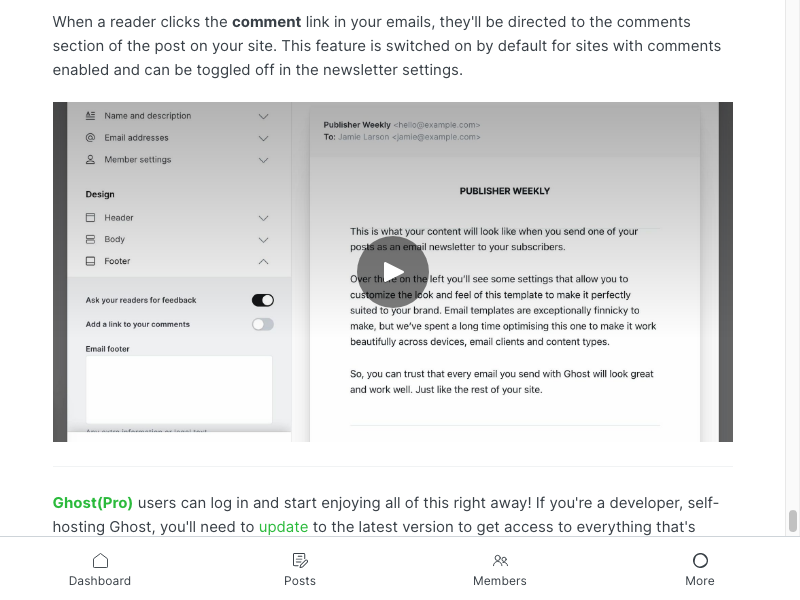 When a reader clicks the comment link in your emails, they'll be directed to the comments
section of the post on your site. This feature is switched on by default for sites with comments
enabled and can be toggled off in the newsletter settings.
Name and description
Email addresses
Member settings
Design
Header
Body
Footer
Ask your readers for feedback
Add a link to your comments
Email footer
Any extra information or legal text
Publisher Weekly <hello@example.com>
To: Jamie Larson <jamie@example.com>
PUBLISHER WEEKLY
This is what your content will look like when you send one of your
posts as an email newsletter to your subscribers.
Over there on the left you'll see some settings that allow you to
customize the look and feel of this template to make it perfectly
suited to your brand. Email templates are exceptionally finnicky to
make, but we've spent a long time optimising this one to make it work
beautifully across devices, email clients and content types.
So, you can trust that every email you send with Ghost will look great
and work well. Just like the rest of your site.
Ghost(Pro) users can log in and start enjoying all of this right away! If you're a developer, self-
hosting Ghost, you'll need to update to the latest version to get access to everything that's
Dashboard
Posts
Members
More